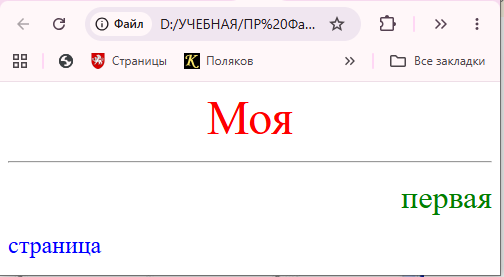 Файл D:/УЧЕБНАЯ/ПР%20Фа...
Страницы Поляков Все закладки
Моя
первая
страница